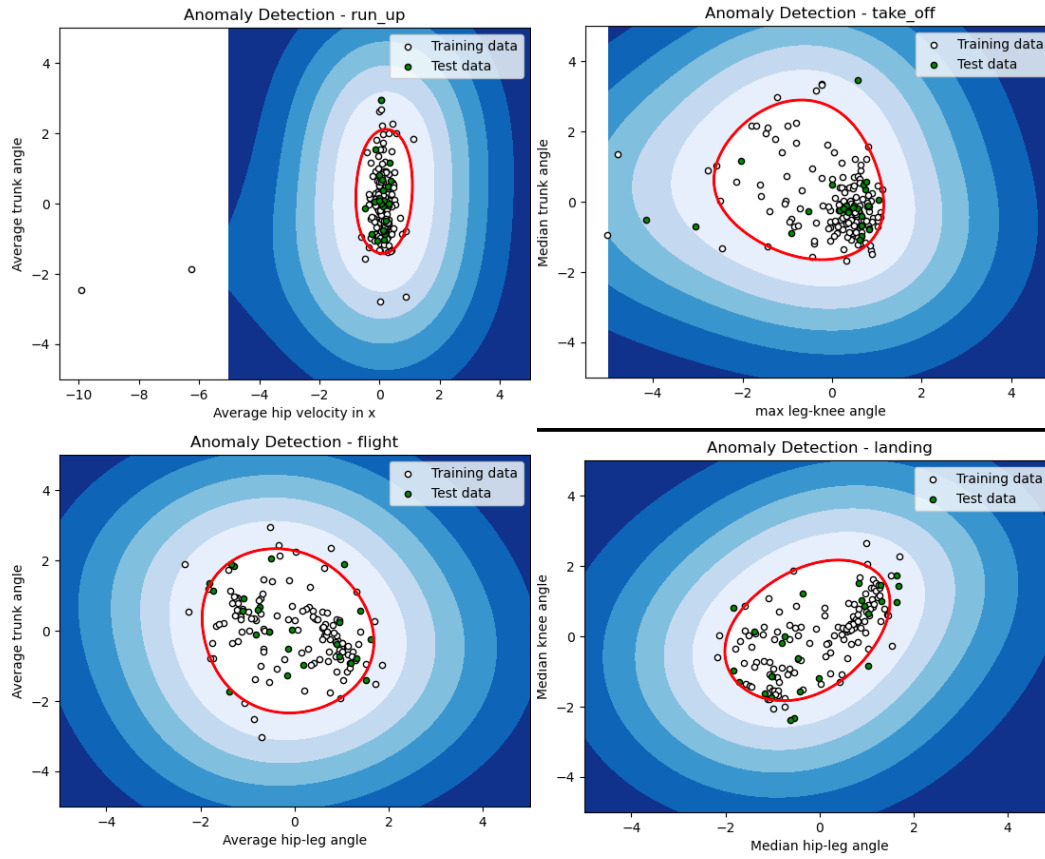 Anomaly Detection - run_up
Training data
Test data
Average trunk angle
4
2
0
−2
−4
−10
−8
−6
−4
−2
0
2
4
Average hip velocity in x
Anomaly Detection - take_off
Training data
Test data
Median trunk angle
4
2
0
−2
−4
−4
−2
0
2
4
max leg-knee angle
Anomaly Detection - flight
Training data
Test data
Average trunk angle
4
2
0
−2
−4
−4
−2
0
2
4
Average hip-leg angle
Anomaly Detection - landing
Training data
Test data
Median knee angle
4
2
0
−2
−4
−4
−2
0
2
4
Median hip-leg angle